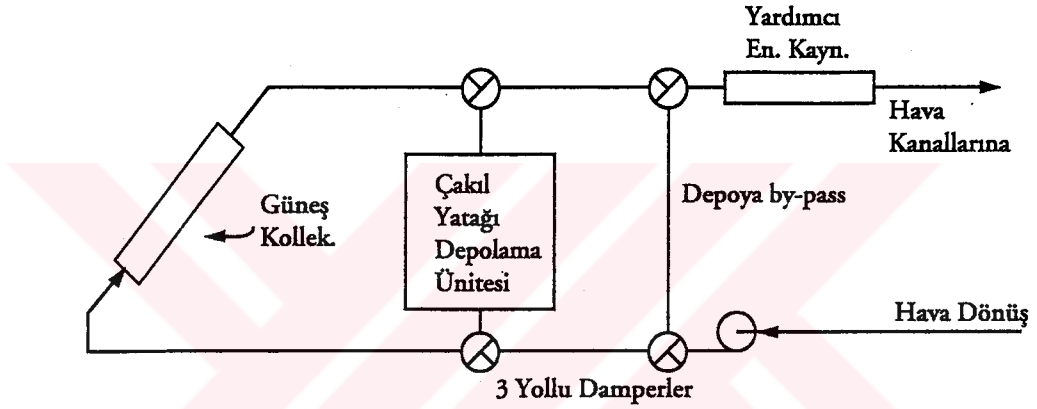 Yardımcı
En. Kayn.
Hava
Kanallarına
Güneş
Kollek.
Çakıl
Yatağı
Depolama
Ünitesi
Depoya by-pass
Hava Dönüş
3 Yollu Damperler